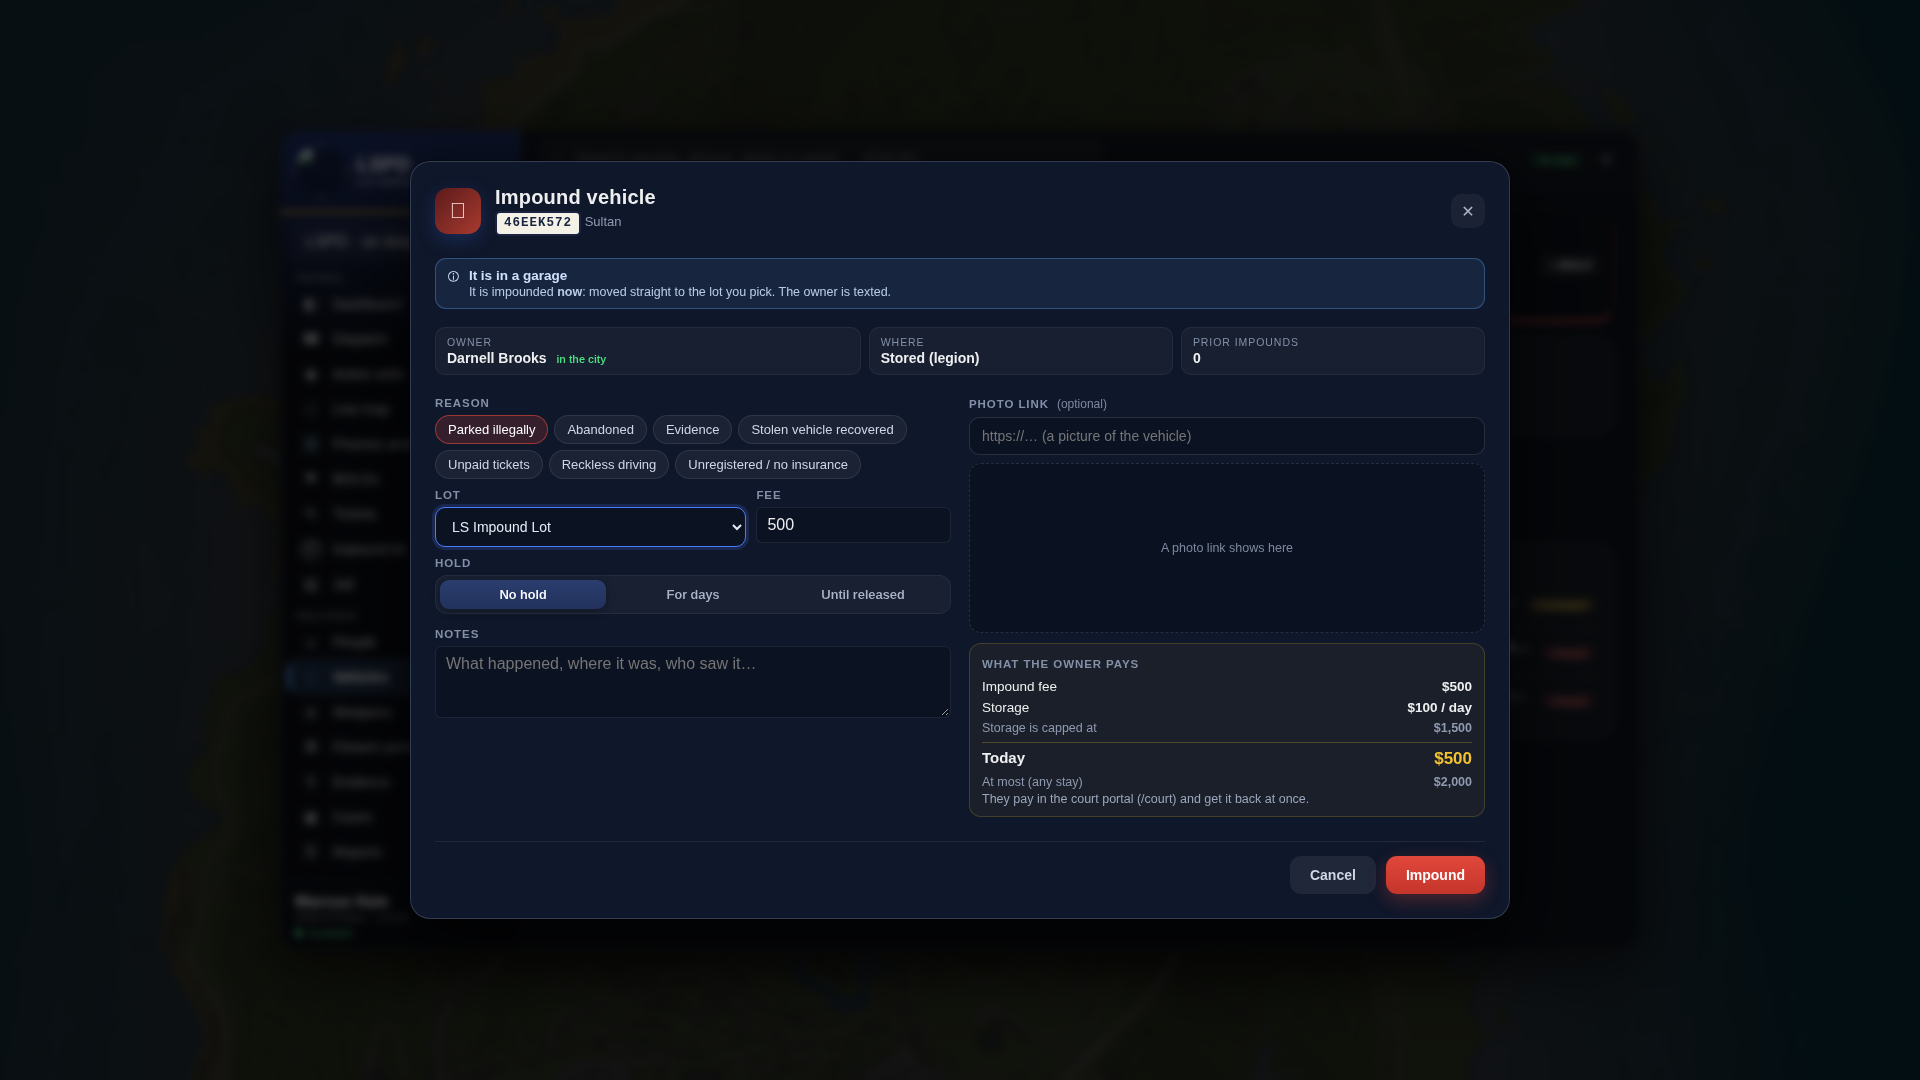 Impound vehicle
46EEK572 Sultan
It is in a garage
It is impounded now: moved straight to the lot you pick. The owner is texted.
OWNER
Darnell Brooks in the city
WHERE
Stored (legion)
PRIOR IMPOUNDS
0
REASON
Parked illegally
Abandoned
Evidence
Stolen vehicle recovered
Unpaid tickets
Reckless driving
Unregistered / no insurance
LOT
LS Impound Lot
FEE
500
HOLD
No hold
For days
Until released
NOTES
What happened, where it was, who saw it…
PHOTO LINK (optional)
https://… (a picture of the vehicle)
A photo link shows here
WHAT THE OWNER PAYS
Impound fee $500
Storage $100 / day
Storage is capped at $1,500
Today $500
At most (any stay) $2,000
They pay in the court portal (/court) and get it back at once.
Cancel
Impound